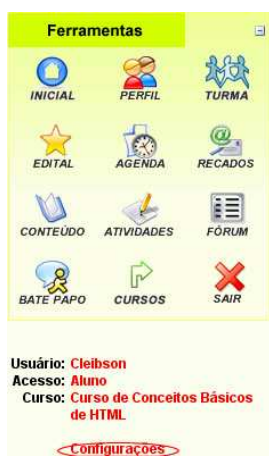 Ferramentas
INICIAL PERFIL TURMA
EDITAL AGENDA RECADOS
CONTEÚDO ATIVIDADES FÓRUM
BATE PAPO CURSOS SAIR
Usuário: Cleibson
Acesso: Aluno
Curso: Curso de Conceitos Básicos
de HTML
Configurações